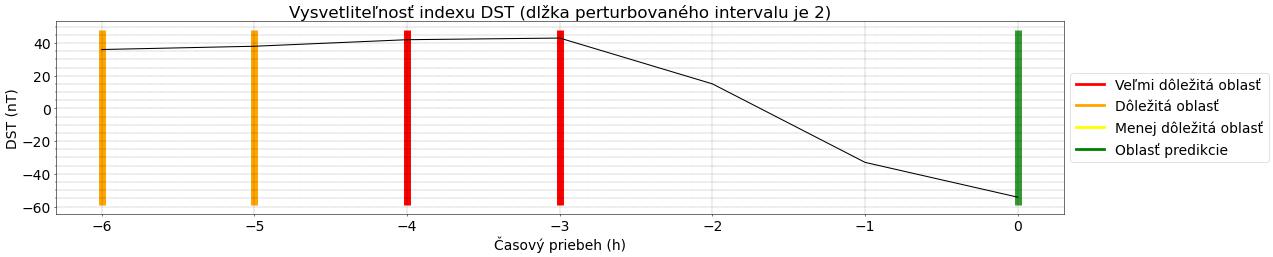 Vysvetliteľnosť indexu DST (dĺžka perturbovaného intervalu je 2)
DST (nT)
40
20
0
−20
−40
−60
−6
−5
−4
−3
−2
−1
0
Časový priebeh (h)
Veľmi dôležitá oblasť
Dôležitá oblasť
Menej dôležitá oblasť
Oblasť predikcie